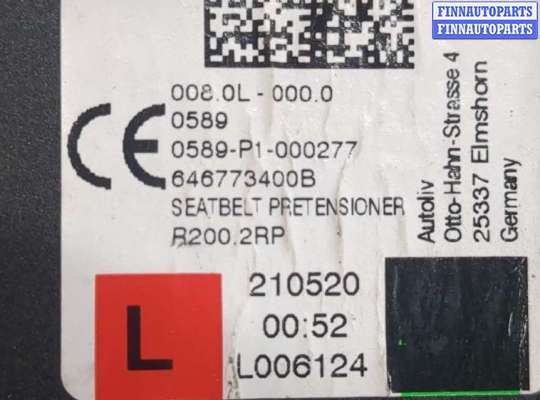 FINNAUTOPARTS
FINNAUTOPARTS
008.0L - 000.0
0589
0589-P1-000277
646773400B
SEATBELT PRETENSIONER
R200.2RP
CE
Autoliv
Otto-Hahn-Strasse 4
25337 Elmshorn
Germany
L
210520
00:52
L006124